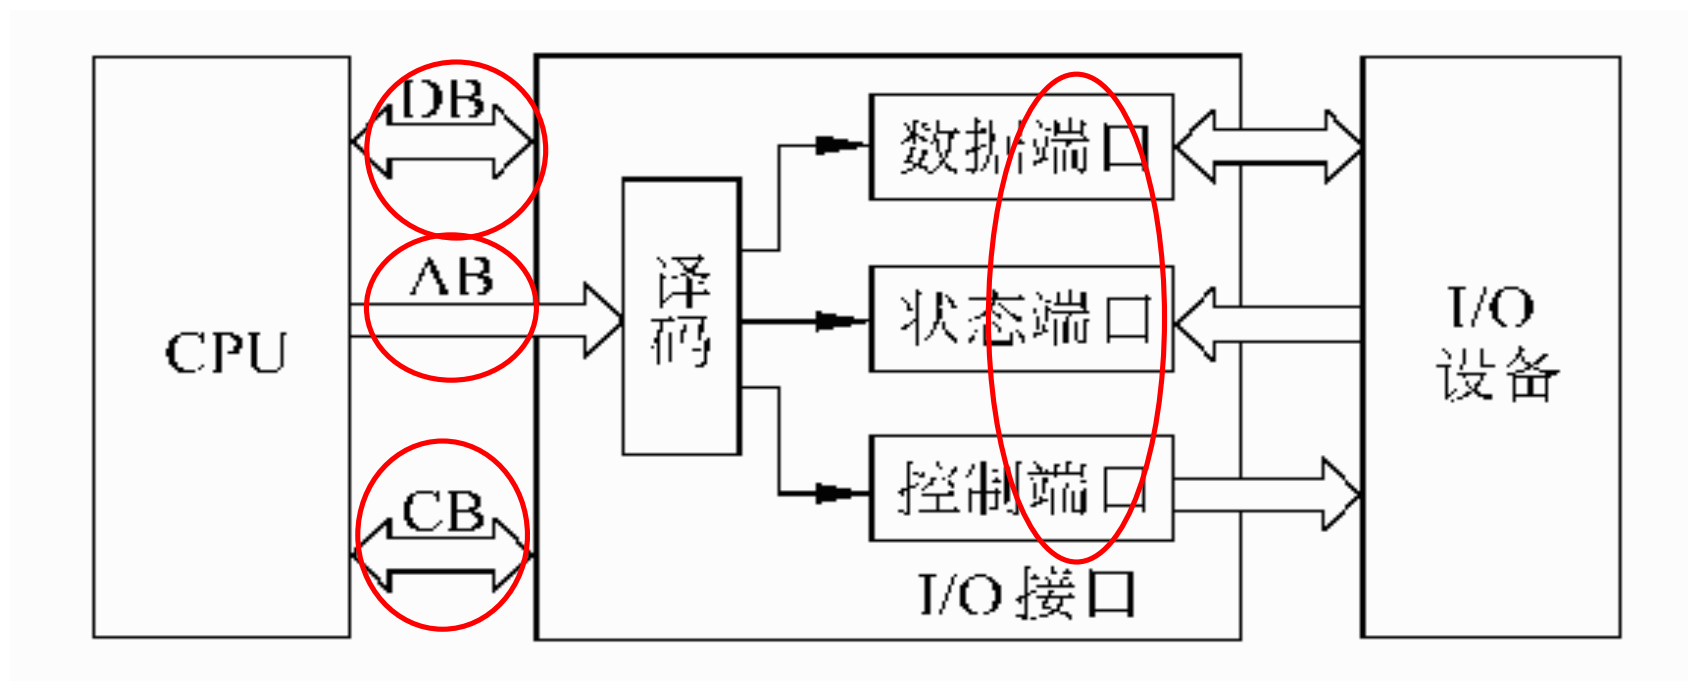 CPU
DB
AB
CB
译
码
数据端口
状态端口
控制端口
I/O 接口
I/O
设备